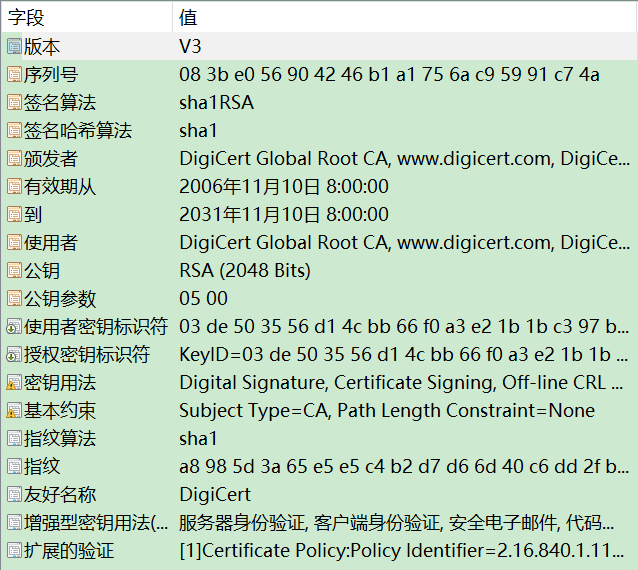 字段 值
版本 V3
序列号 08 3b e0 56 90 42 46 b1 a1 75 6a c9 59 91 c7 4a
签名算法 sha1RSA
签名哈希算法 sha1
颁发者 DigiCert Global Root CA, www.digicert.com, DigiCe...
有效期从 2006年11月10日 8:00:00
到 2031年11月10日 8:00:00
使用者 DigiCert Global Root CA, www.digicert.com, DigiCe...
公钥 RSA (2048 Bits)
公钥参数 05 00
使用者密钥标识符 03 de 50 35 56 d1 4c bb 66 f0 a3 e2 1b 1b c3 97 b...
授权密钥标识符 KeyID=03 de 50 35 56 d1 4c bb 66 f0 a3 e2 1b 1b ...
密钥用法 Digital Signature, Certificate Signing, Off-line CRL ...
基本约束 Subject Type=CA, Path Length Constraint=None
指纹算法 sha1
指纹 a8 98 5d 3a 65 e5 e5 c4 b2 d7 d6 6d 40 c6 dd 2f b...
友好名称 DigiCert
增强型密钥用法(... 服务器身份验证, 客户端身份验证, 安全电子邮件, 代码...
扩展的验证 [1]Certificate Policy:Policy Identifier=2.16.840.1.11...